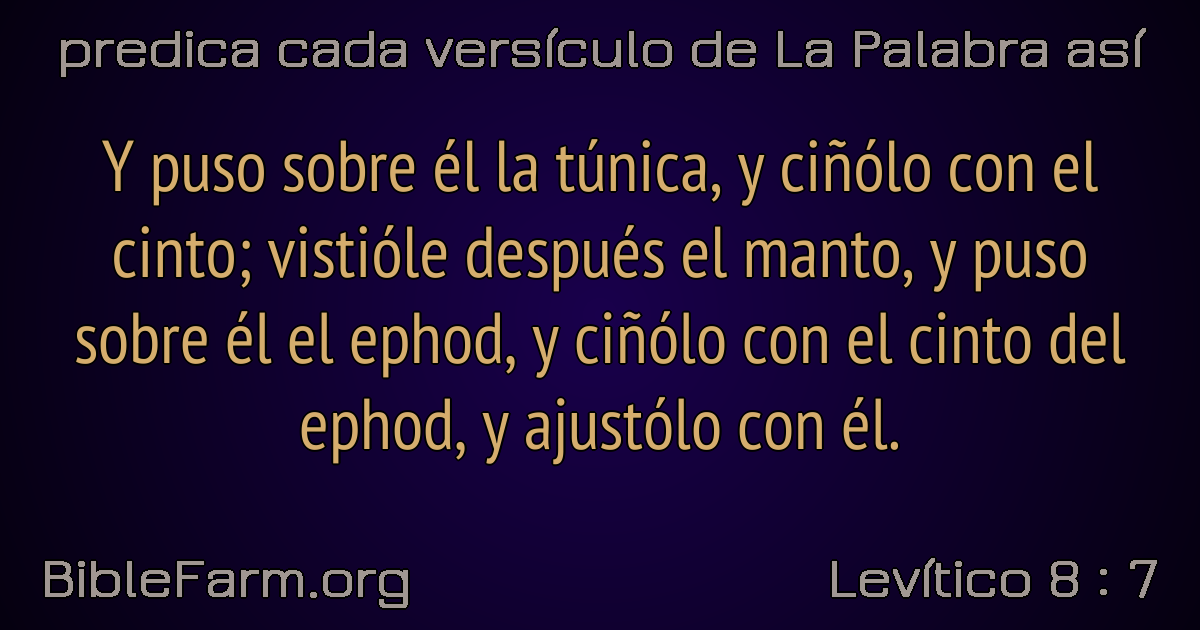 predica cada versículo de La Palabra así
Y puso sobre él la túnica, y ciñólo con el
cinto; vistióle después el manto, y puso
sobre él el ephod, y ciñólo con el cinto del
ephod, y ajustólo con él.
BibleFarm.org
Levítico 8 : 7